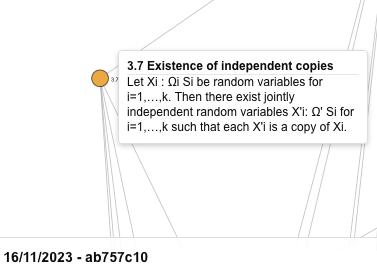 3.7 Existence of independent copies
Let Xi : Ωi Si be random variables for
i=1,…,k. Then there exist jointly
independent random variables X'i: Ω' Si for
i=1,…,k such that each X'i is a copy of Xi.
3.7
16/11/2023 - ab757c10